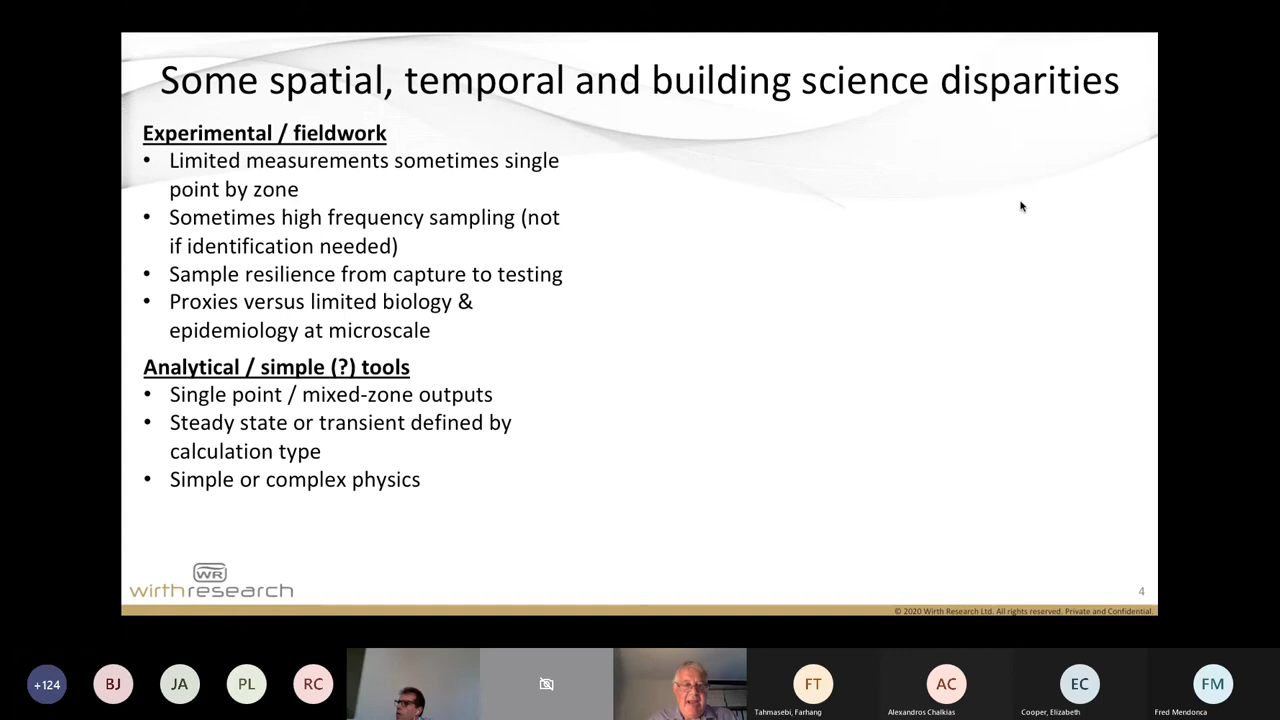 Some spatial, temporal and building science disparities
Experimental / fieldwork
• Limited measurements sometimes single
point by zone
• Sometimes high frequency sampling (not
if identification needed)
• Sample resilience from capture to testing
• Proxies versus limited biology &
epidemiology at microscale
Analytical / simple (?) tools
• Single point / mixed-zone outputs
• Steady state or transient defined by
calculation type
• Simple or complex physics
WR
wirthresearch
4
© 2020 Wirth Research Ltd. All rights reserved. Private and Confidential.
+124
BJ
JA
PL
RC
FT
AC
EC
FM
Tahmasebi, Farhang
Alexandros Chalkias
Cooper, Elizabeth
Fred Mendonca